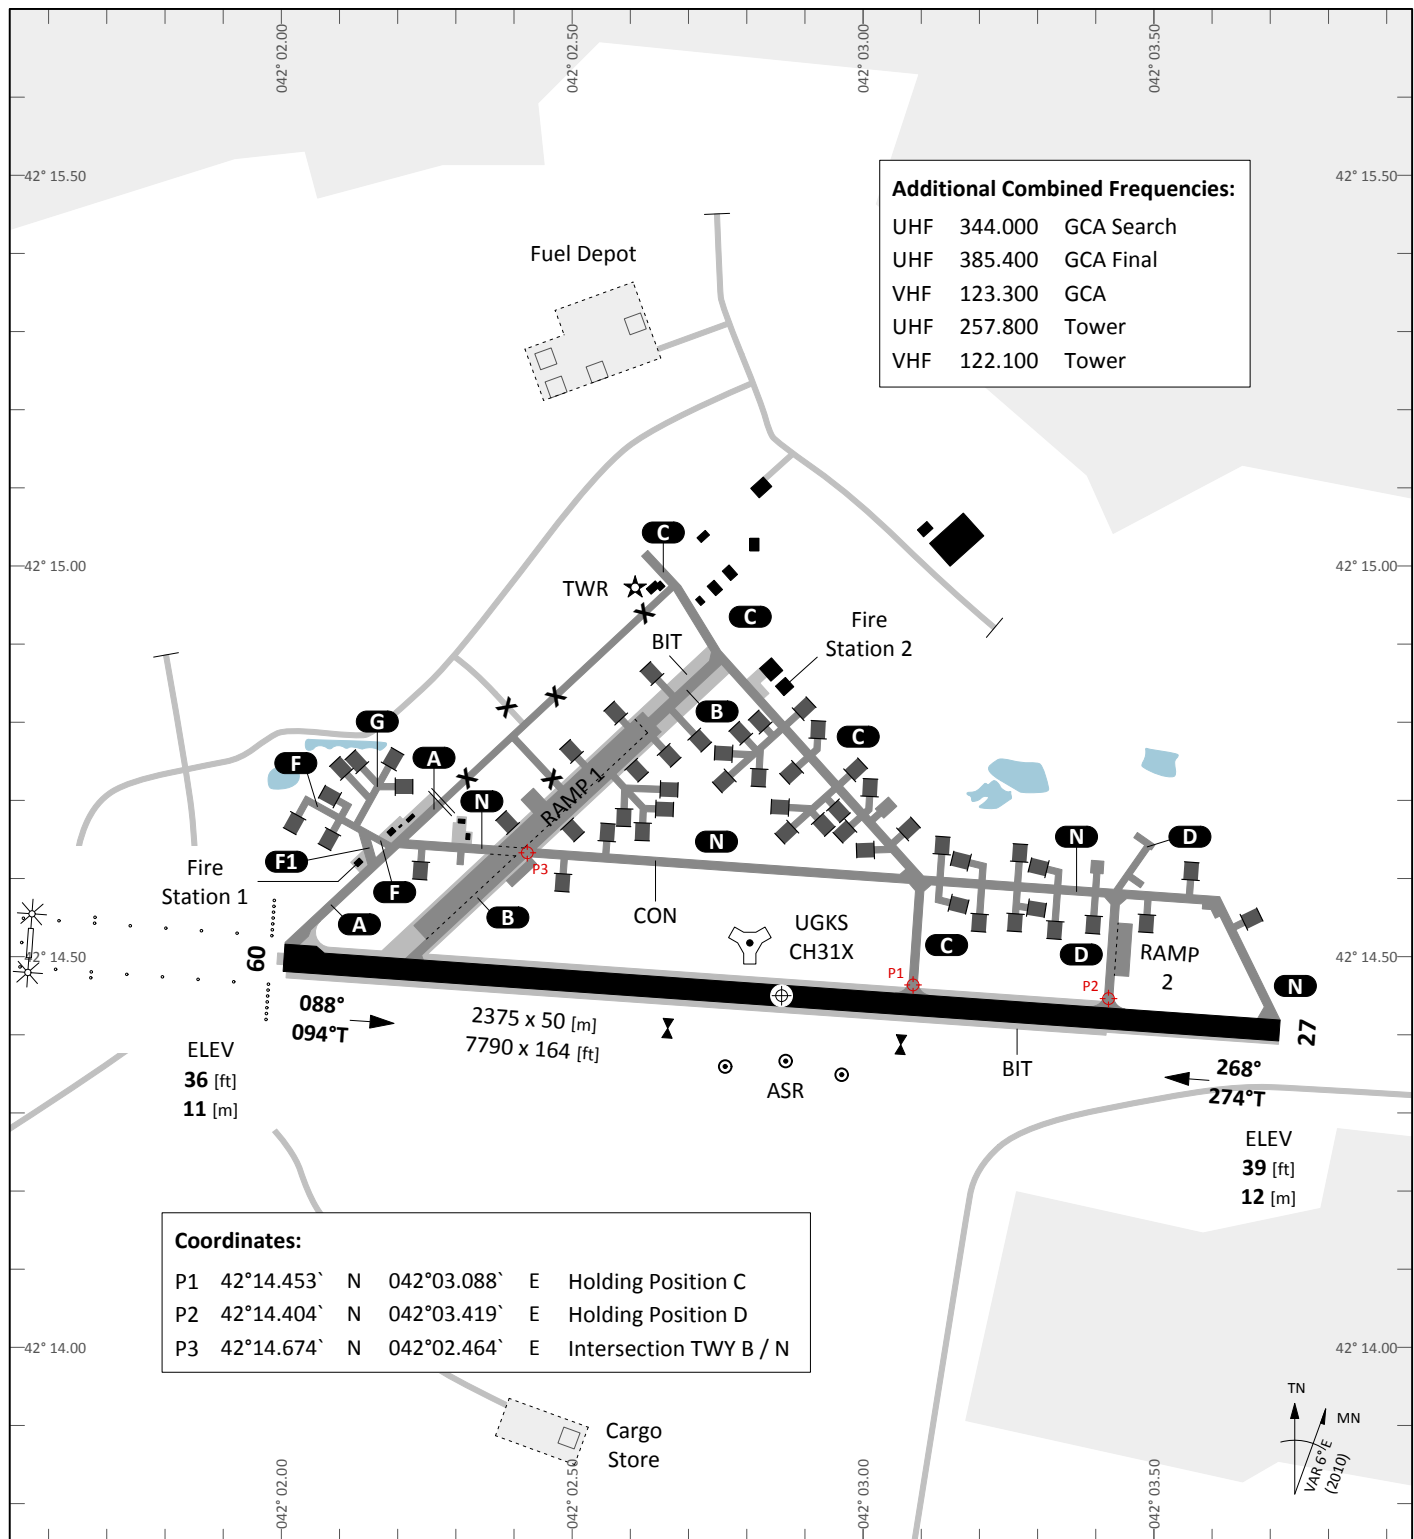 042° 02.00
042° 02.50
042° 03.00
042° 03.50
42° 15.50
42° 15.50
Additional Combined Frequencies:
UHF 344.000 GCA Search
UHF 385.400 GCA Final
VHF 123.300 GCA
UHF 257.800 Tower
VHF 122.100 Tower
Fuel Depot
42° 15.00
42° 15.00
C
TWR
C
BIT
Fire
Station 2
B
G
C
F
A
N
RAMP 1
N
N
D
F1
P3
Fire
Station 1
F
A
B
CON
UGKS
CH31X
C
D
RAMP
2
42° 14.50
42° 14.50
09
P1
P2
N
088°
094°T
2375 x 50 [m]
7790 x 164 [ft]
27
ELEV
36 [ft]
11 [m]
ASR
BIT
268°
274°T
ELEV
39 [ft]
12 [m]
Coordinates:
P1 42°14.453` N 042°03.088` E Holding Position C
P2 42°14.404` N 042°03.419` E Holding Position D
P3 42°14.674` N 042°02.464` E Intersection TWY B / N
42° 14.00
42° 14.00
TN
MN
VAR 6°E
(2010)
Cargo
Store
042° 02.00
042° 02.50
042° 03.00
042° 03.50